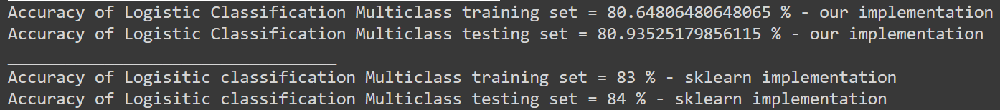 Accuracy of Logistic Classification Multiclass training set = 80.64806480648065 % - our implementation
Accuracy of Logistic Classification Multiclass testing set = 80.93525179856115 % - our implementation
__________________________________
Accuracy of Logisitic classification Multiclass training set = 83 % - sklearn implementation
Accuracy of Logisitic classification Multiclass testing set = 84 % - sklearn implementation